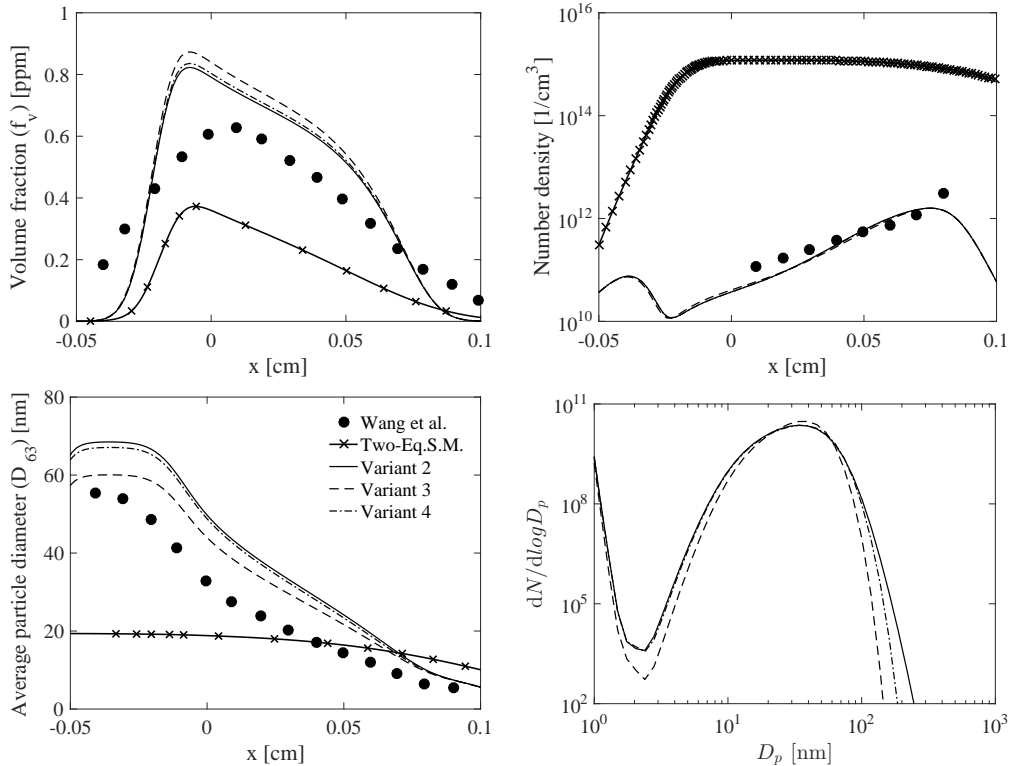 Volume fraction (f_v) [ppm]
1
0.8
0.6
0.4
0.2
0
-0.05 0 0.05 0.1
x [cm]
Number density [1/cm^3]
10^16
10^14
10^12
10^10
-0.05 0 0.05 0.1
x [cm]
Average particle diameter (D_63) [nm]
80
60
40
20
0
-0.05 0 0.05 0.1
x [cm]
Wang et al.
Two-Eq.S.M.
Variant 2
Variant 3
Variant 4
dN/dlogD_p
10^11
10^8
10^5
10^2
10^0 10^1 10^2 10^3
D_p [nm]